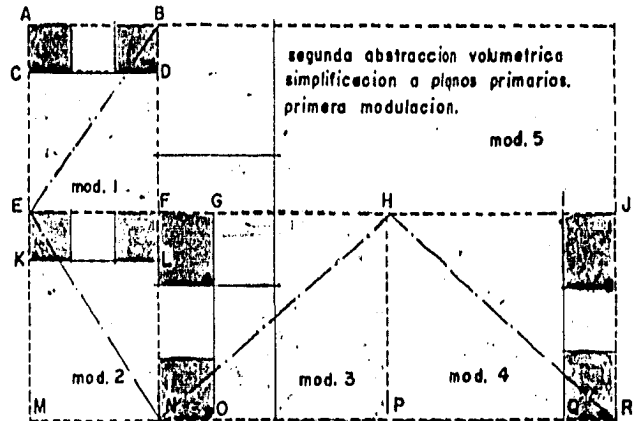 A B
C D
segunda abstraccion volumetrica
simplificacion a planos primarios.
primera modulacion.
mod. 5
mod. 1
E F G H I J
K L
mod. 2
mod. 3
mod. 4
M N O P Q R